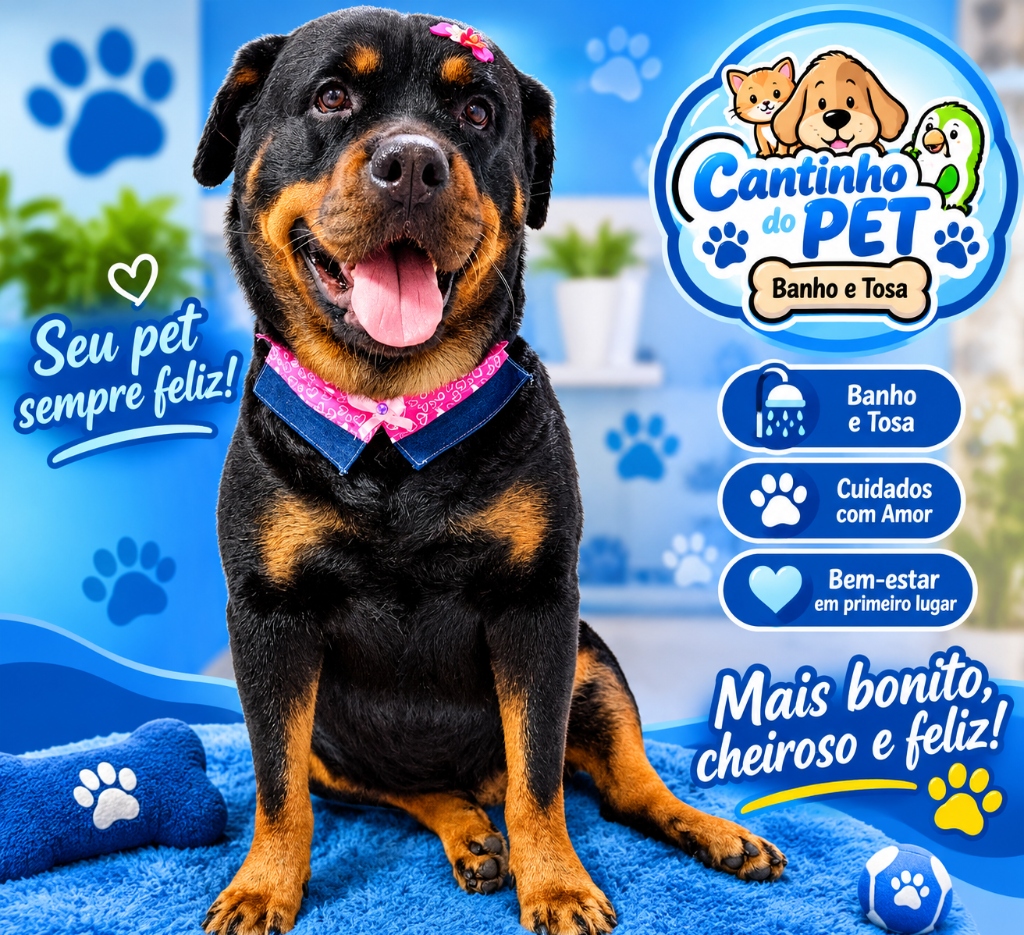 Cantinho
do PET
Banho e Tosa
Seu pet
sempre feliz!
Banho
e Tosa
Cuidados
com Amor
Bem-estar
em primeiro lugar
Mais bonito,
cheiroso e feliz!